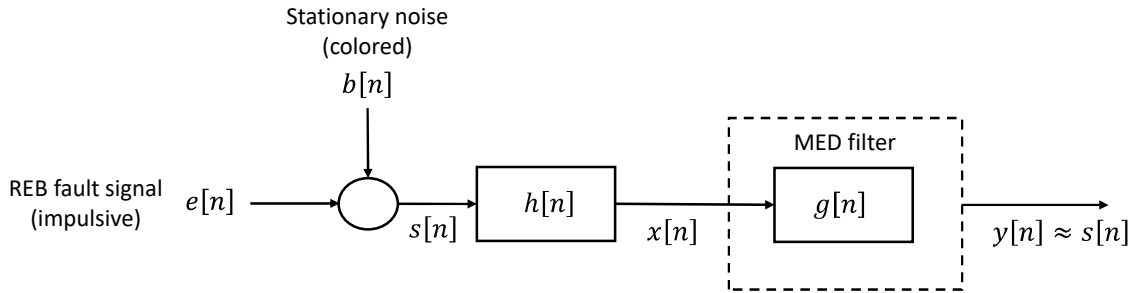 Stationary noise
(colored)
b[n]
MED filter
REB fault signal
(impulsive)
e[n]
h[n]
g[n]
s[n]
x[n]
y[n] ≈ s[n]